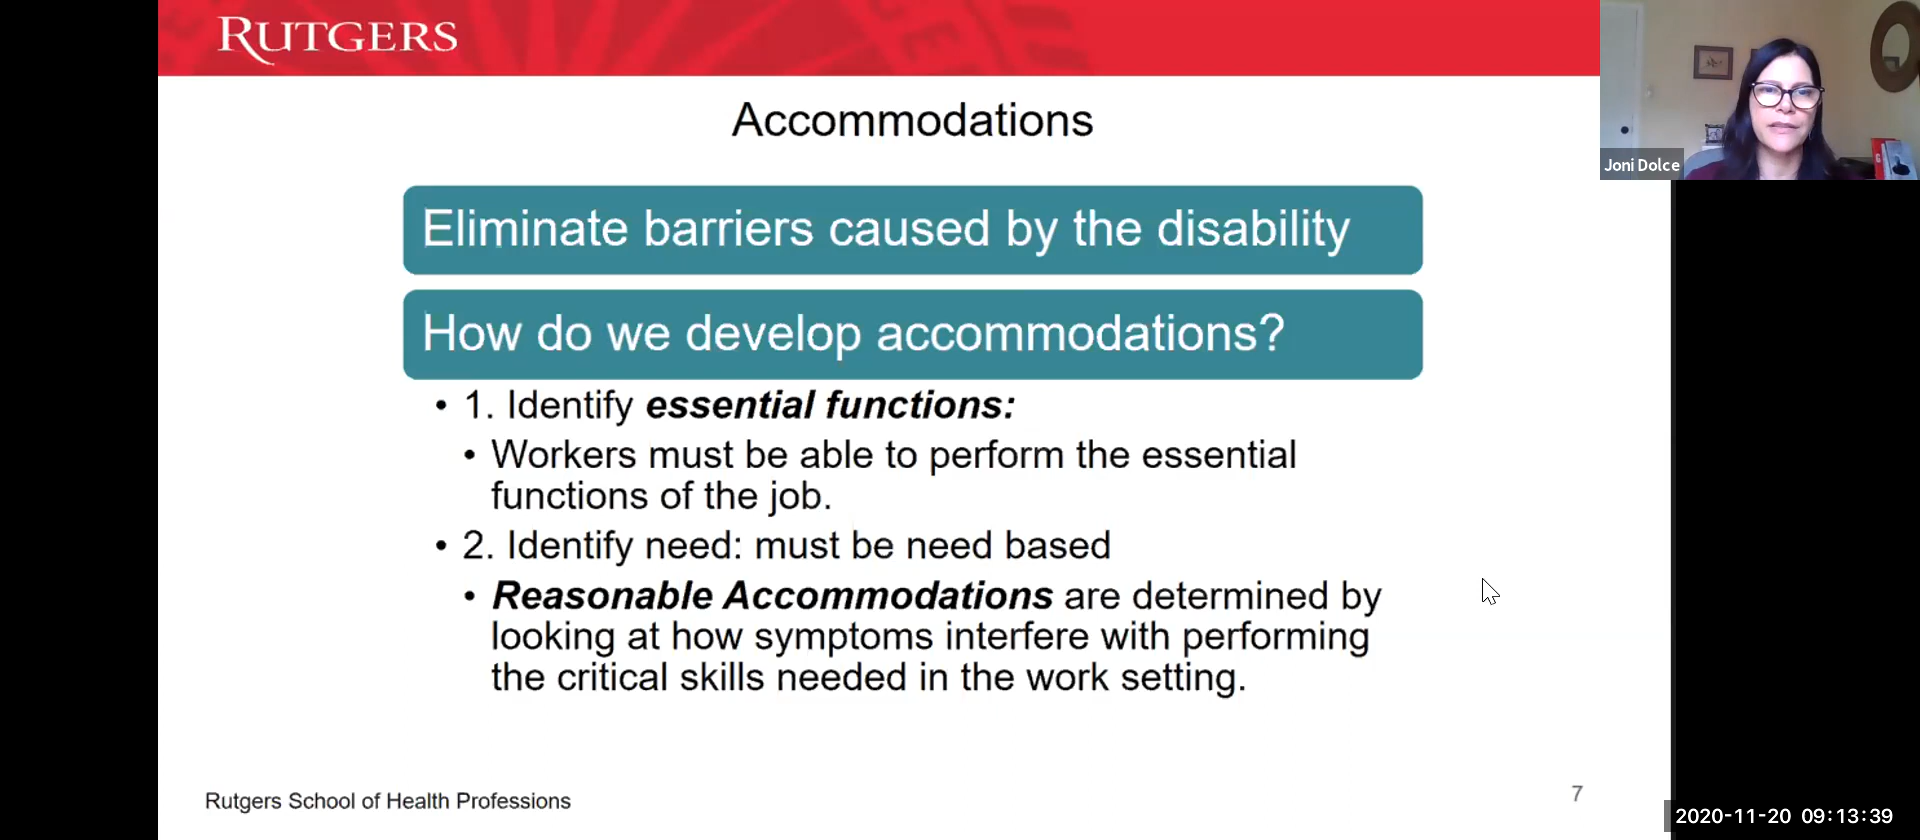 RUTGERS
Accommodations
Eliminate barriers caused by the disability
How do we develop accommodations?
• 1. Identify essential functions:
• Workers must be able to perform the essential
functions of the job.
• 2. Identify need: must be need based
• Reasonable Accommodations are determined by
looking at how symptoms interfere with performing
the critical skills needed in the work setting.
Rutgers School of Health Professions
7
Joni Dolce
2020-11-20 09:13:39